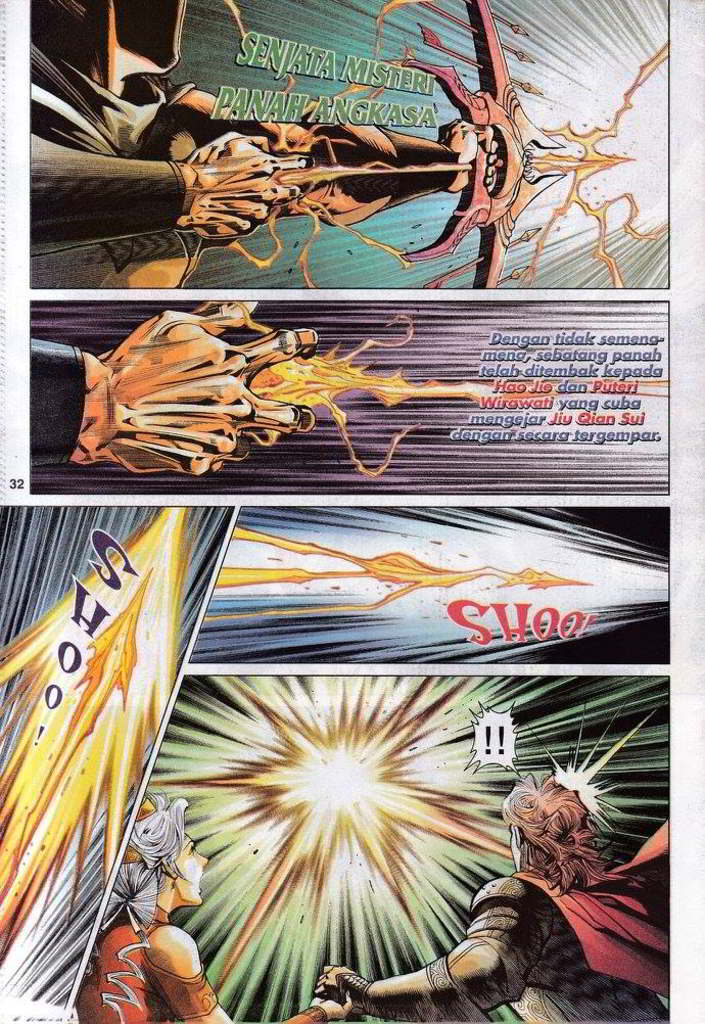 SENJATA MISTERI
PANAH ANGKASA
Dengan tidak semena-
mena, sebatang panah
telah ditembak kepada
Hao Jie dan Puteri
Wirawati yang cuba
mengejar Jiu Qian Sui
dengan secara tergempar.
32
SHOO!
SHOO!
!!